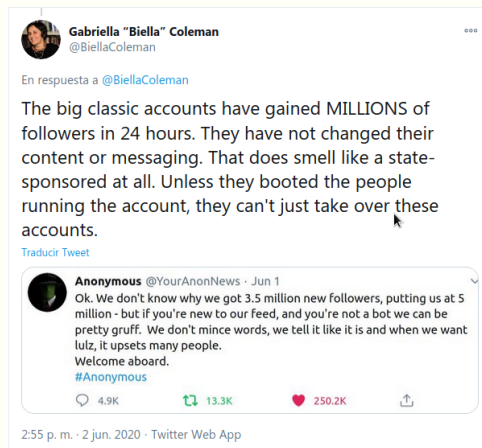 Gabriella “Biella” Coleman
@BiellaColeman
En respuesta a @BiellaColeman
The big classic accounts have gained MILLIONS of
followers in 24 hours. They have not changed their
content or messaging. That does smell like a state-
sponsored at all. Unless they booted the people
running the account, they can't just take over these
accounts.
Traducir Tweet
Anonymous @YourAnonNews · Jun 1
Ok. We don't know why we got 3.5 million new followers, putting us at 5
million - but if you're new to our feed, and you're not a bot we can be
pretty gruff. We don't mince words, we tell it like it is and when we want
lulz, it upsets many people.
Welcome aboard.
#Anonymous
4.9K 13.3K 250.2K
2:55 p. m. · 2 jun. 2020 · Twitter Web App